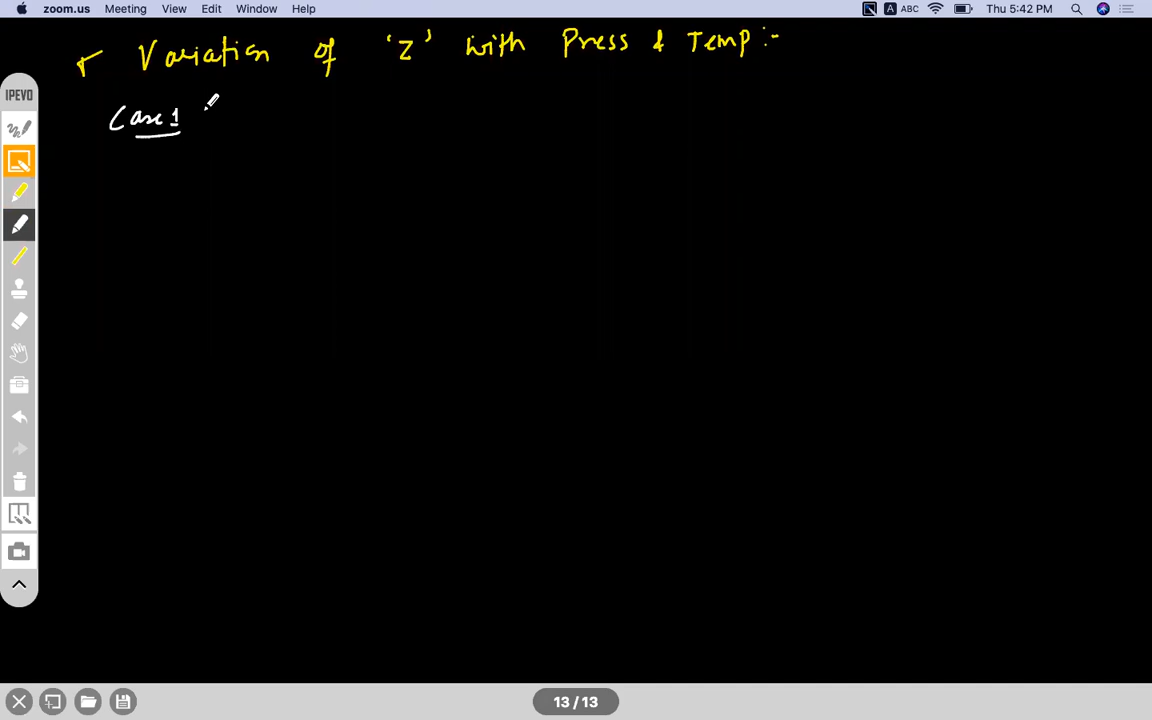 zoom.us Meeting View Edit Window Help A ABC Thu 5:42 PM
Variation of 'Z' with Press & Temp :-
IPEVO
Case 1
13 / 13